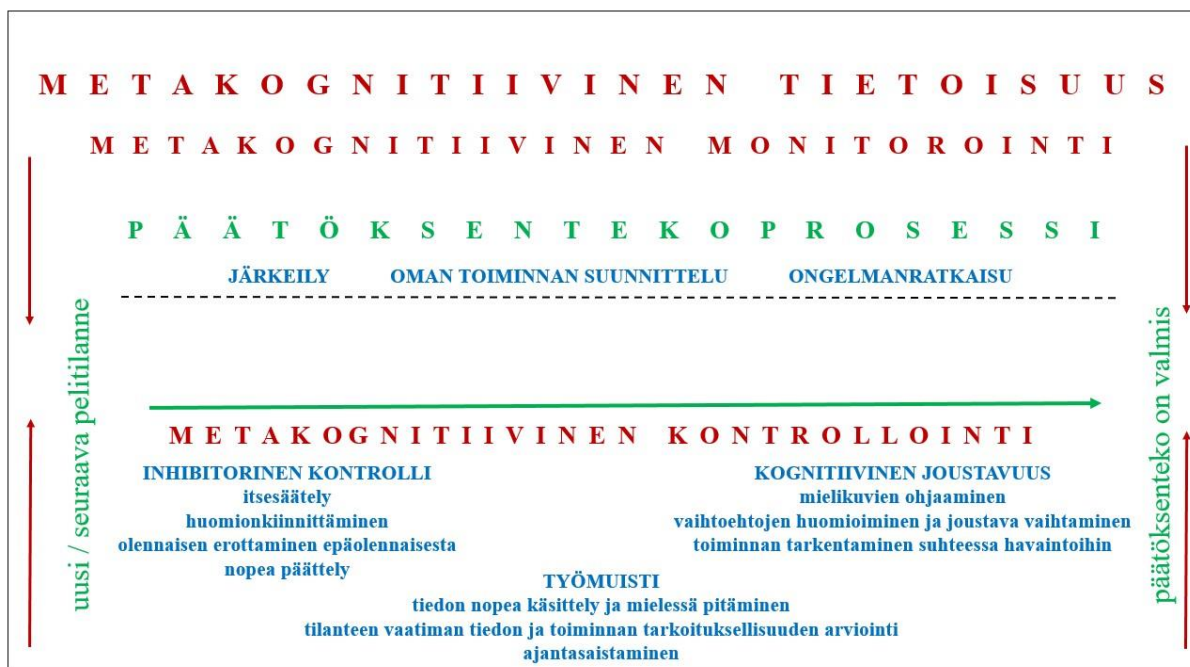 METAKOGNITIIVINEN TIETOISUUS
METAKOGNITIIVINEN MONITOROINTI
PÄÄTÖKSENTEKOPROSESSI
JÄRKEILY OMAN TOIMINNAN SUUNNITTELU ONGELMANRATKAISU
uusi / seuraava pelitilanne
päätöksenteko on valmis
METAKOGNITIIVINEN KONTROLLOINTI
INHIBITORINEN KONTROLLI
itsesäätely
huomionkiinnittäminen
olennaisen erottaminen epäolennaisesta
nopea päättely
KOGNITIIVINEN JOUSTAVUUS
mielikuvien ohjaaminen
vaihtoehtojen huomioiminen ja joustava vaihtaminen
toiminnan tarkentaminen suhteessa havaintoihin
TYÖMUISTI
tiedon nopea käsittely ja mielessä pitäminen
tilanteen vaatiman tiedon ja toiminnan tarkoituksellisuuden arviointi
ajantasaistaminen